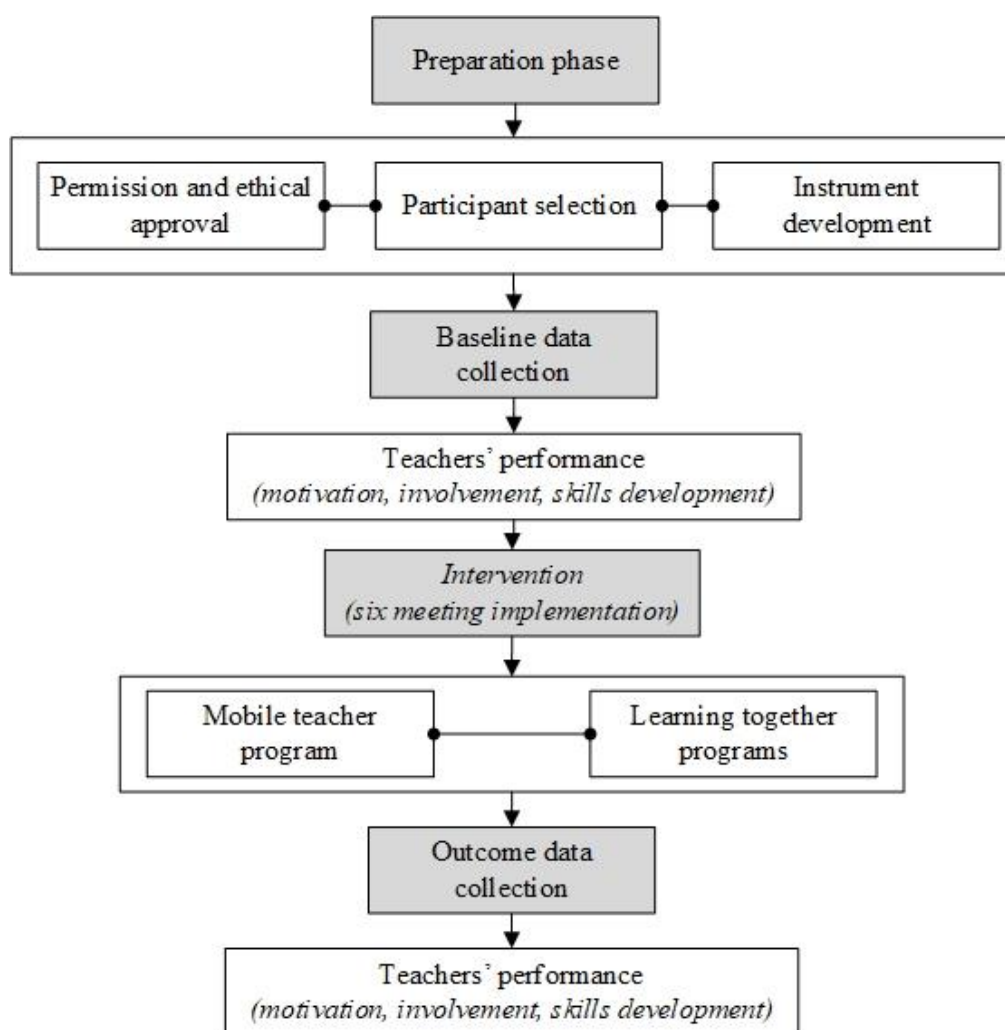 Preparation phase
Permission and ethical
approval
Participant selection
Instrument
development
Baseline data
collection
Teachers’ performance
(motivation, involvement, skills development)
Intervention
(six meeting implementation)
Mobile teacher
program
Learning together
programs
Outcome data
collection
Teachers’ performance
(motivation, involvement, skills development)